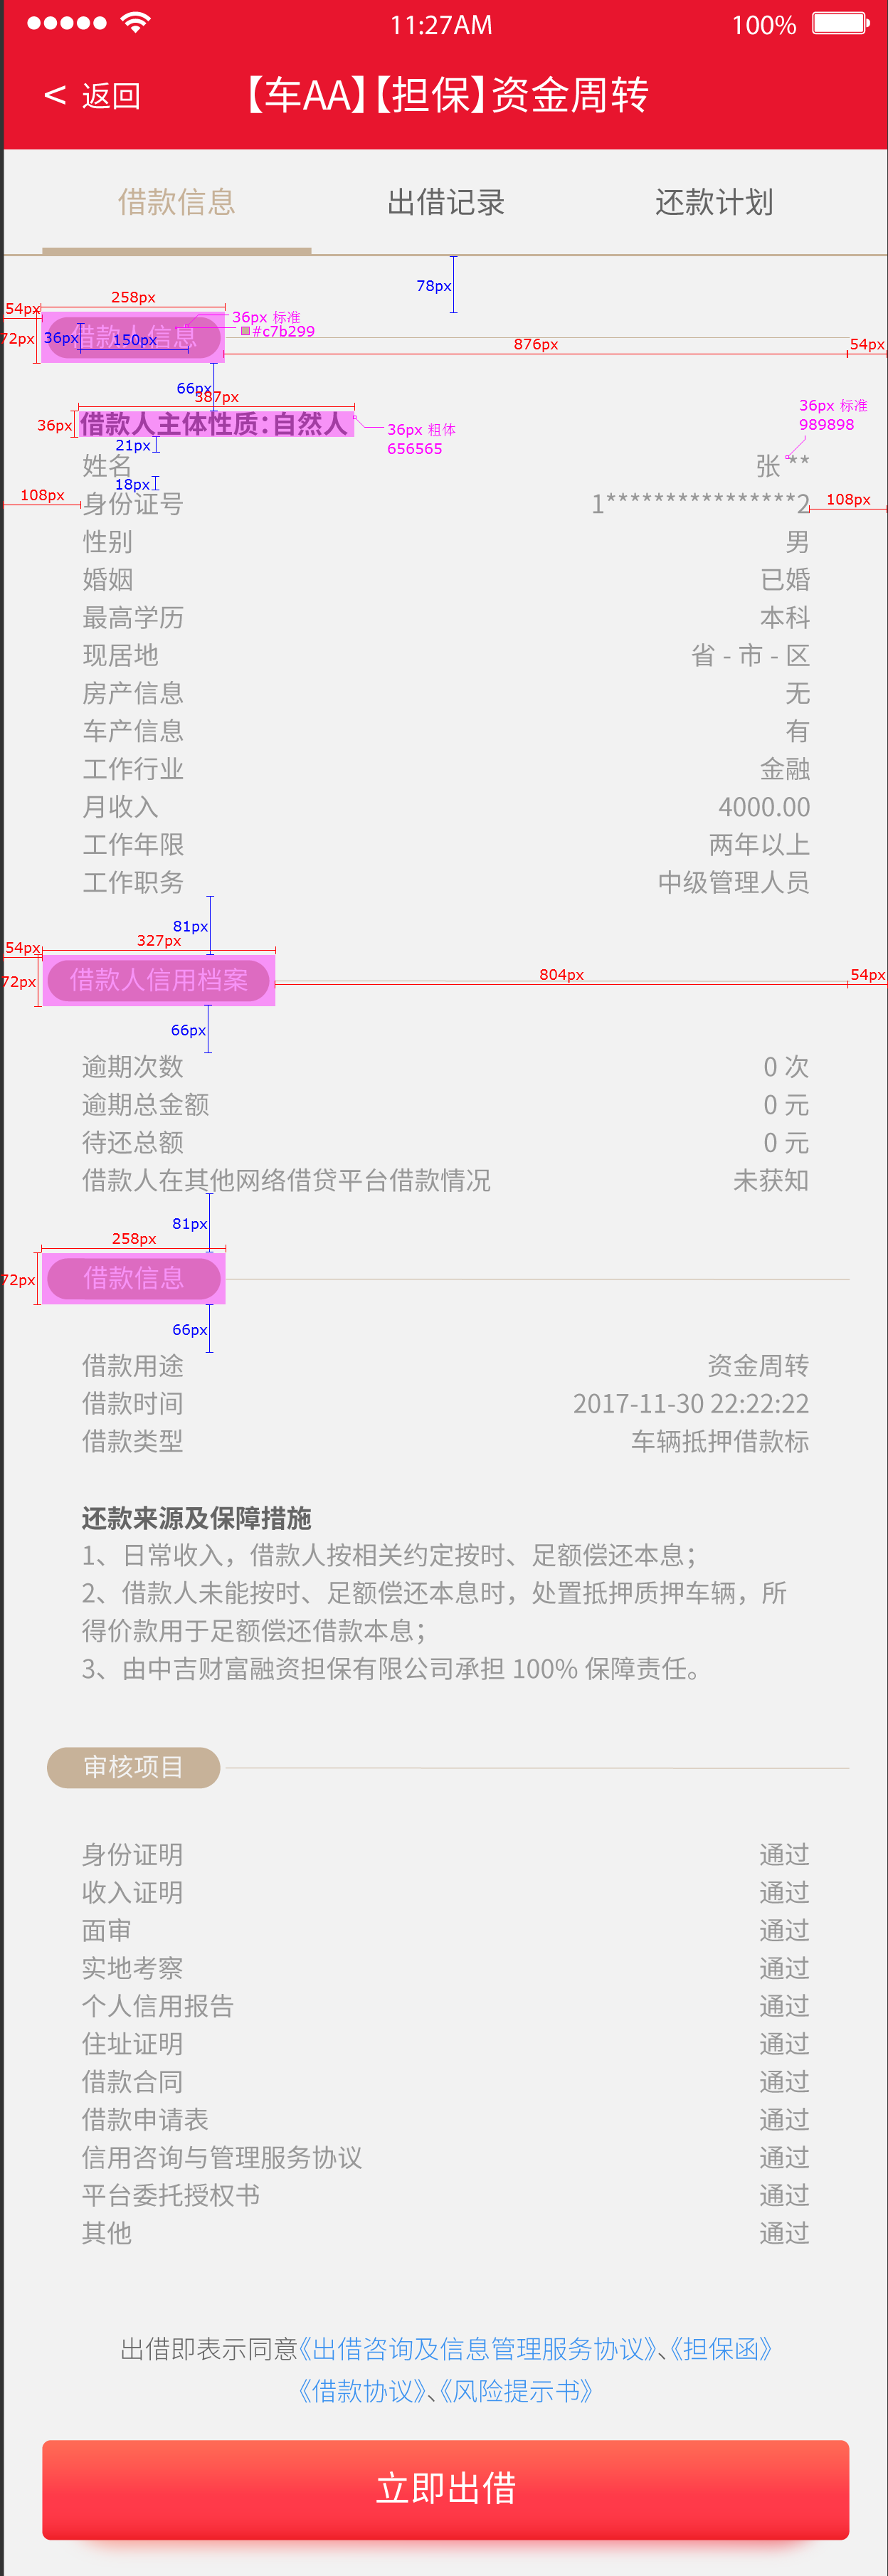 11:27AM 100%
< 返回 【车AA】【担保】资金周转
借款信息 出借记录 还款计划
78px
258px
54px 36px 标准
#c7b299
72px 36px 借款人信息 150px 876px 54px
66px
387px
36px 借款人主体性质:自然人 36px 粗体
656565
36px 标准
989898
21px
姓名 张 **
18px
108px 身份证号 1****************2 108px
性别 男
婚姻 已婚
最高学历 本科
现居地 省 - 市 - 区
房产信息 无
车产信息 有
工作行业 金融
月收入 4000.00
工作年限 两年以上
工作职务 中级管理人员
81px
327px
54px
72px 借款人信用档案 804px 54px
66px
逾期次数 0 次
逾期总金额 0 元
待还总额 0 元
借款人在其他网络借贷平台借款情况 未获知
81px
258px
72px 借款信息
66px
借款用途 资金周转
借款时间 2017-11-30 22:22:22
借款类型 车辆抵押借款标
还款来源及保障措施
1、日常收入，借款人按相关约定按时、足额偿还本息；
2、借款人未能按时、足额偿还本息时，处置抵押质押车辆，所
得价款用于足额偿还借款本息；
3、由中吉财富融资担保有限公司承担 100% 保障责任。
审核项目
身份证明 通过
收入证明 通过
面审 通过
实地考察 通过
个人信用报告 通过
住址证明 通过
借款合同 通过
借款申请表 通过
信用咨询与管理服务协议 通过
平台委托授权书 通过
其他 通过
出借即表示同意《出借咨询及信息管理服务协议》、《担保函》
《借款协议》、《风险提示书》
立即出借